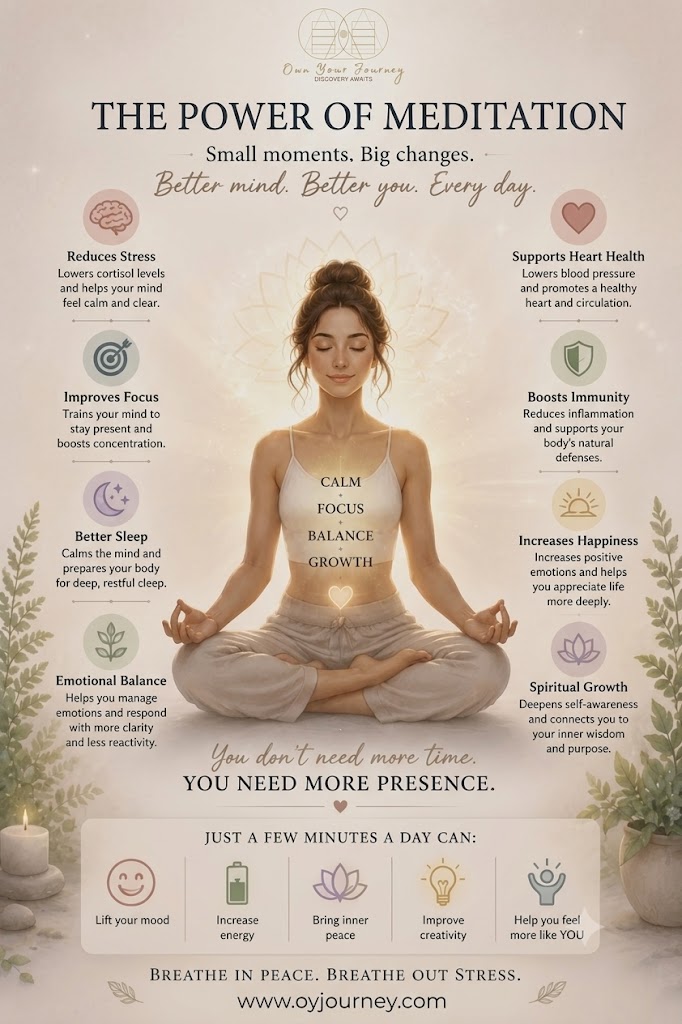 Own Your Journey
DISCOVERY AWAITS
THE POWER OF MEDITATION
Small moments. Big changes.
Better mind. Better you. Every day.
Reduces Stress
Lowers cortisol levels
and helps your mind
feel calm and clear.
Improves Focus
Trains your mind to
stay present and
boosts concentration.
Better Sleep
Calms the mind and
prepares your body
for deep, restful cleep.
Emotional Balance
Helps you manage
emotions and respond
with more clarity
and less reactivity.
CALM
FOCUS
BALANCE
GROWTH
Supports Heart Health
Lowers blood pressure
and promotes a healthy
heart and circulation.
Boosts Immunity
Reduces inflammation
and supports your
body's natural
defenses.
Increases Happiness
Increases positive
emotions and helps
you appreciate life
more deeply.
Spiritual Growth
Deepens self-awareness
and connects you to
your inner wisdom
and purpose.
You don't need more time.
YOU NEED MORE PRESENCE.
JUST A FEW MINUTES A DAY CAN:
Lift your mood
Increase
energy
Bring inner
peace
Improve
creativity
Help you feel
more like YOU
BREATHE IN PEACE. BREATHE OUT STRESS.
www.oyjourney.com